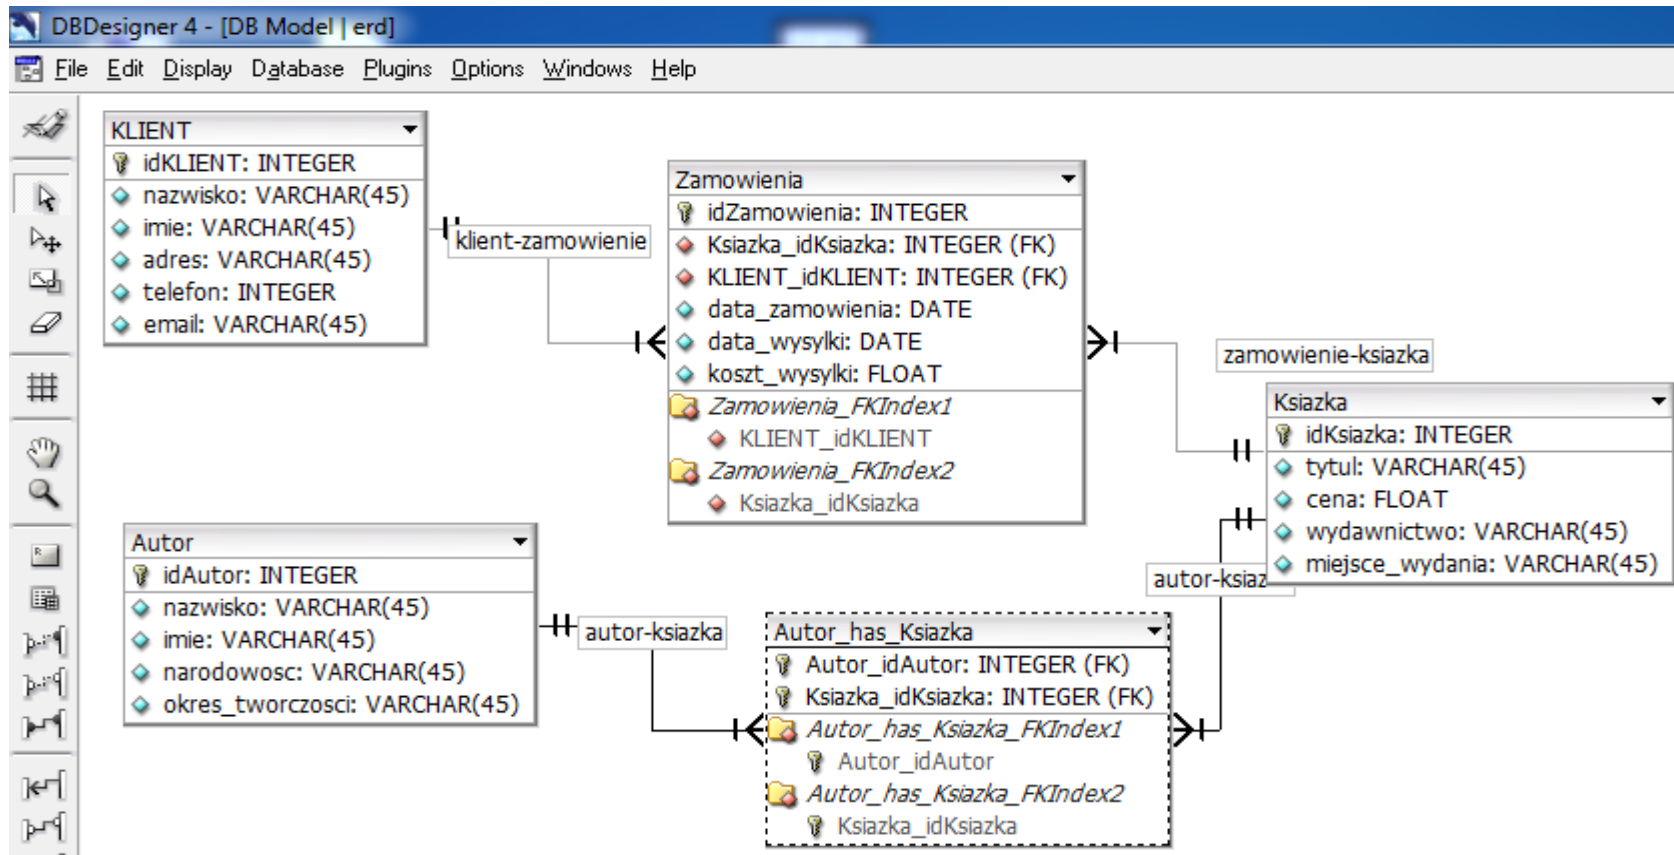 DBDesigner 4 - [DB Model | erd]
File Edit Display Database Plugins Options Windows Help
KLIENT
idKLIENT: INTEGER
nazwisko: VARCHAR(45)
imie: VARCHAR(45)
adres: VARCHAR(45)
telefon: INTEGER
email: VARCHAR(45)
klient-zamowienie
Zamowienia
idZamowienia: INTEGER
Ksiazka_idKsiazka: INTEGER (FK)
KLIENT_idKLIENT: INTEGER (FK)
data_zamowienia: DATE
data_wysylki: DATE
koszt_wysylki: FLOAT
Zamowienia_FKIndex1
KLIENT_idKLIENT
Zamowienia_FKIndex2
Ksiazka_idKsiazka
zamowienie-ksiazka
Ksiazka
idKsiazka: INTEGER
tytul: VARCHAR(45)
cena: FLOAT
wydawnictwo: VARCHAR(45)
miejsce_wydania: VARCHAR(45)
autor-ksiaz
Autor
idAutor: INTEGER
nazwisko: VARCHAR(45)
imie: VARCHAR(45)
narodowosc: VARCHAR(45)
okres_tworczosci: VARCHAR(45)
autor-ksiazka
Autor_has_Ksiazka
Autor_idAutor: INTEGER (FK)
Ksiazka_idKsiazka: INTEGER (FK)
Autor_has_Ksiazka_FKIndex1
Autor_idAutor
Autor_has_Ksiazka_FKIndex2
Ksiazka_idKsiazka